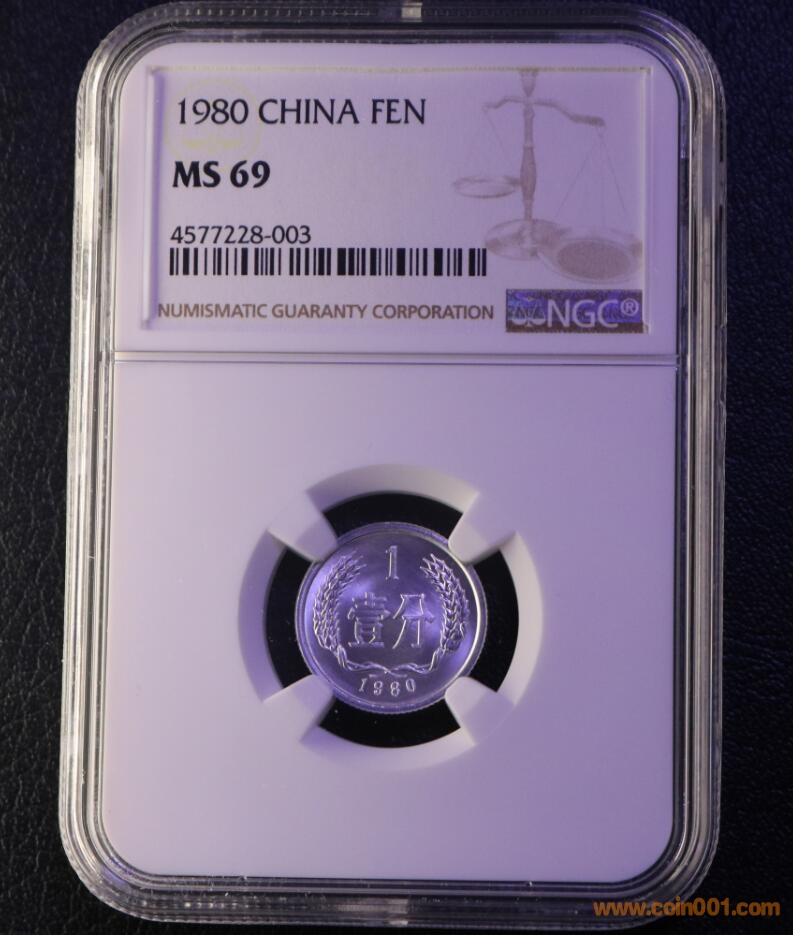 1980 CHINA FEN
MS 69
4577228-003
NUMISMATIC GUARANTY CORPORATION
NGC®
1
壹分
1980
www.coin001.com